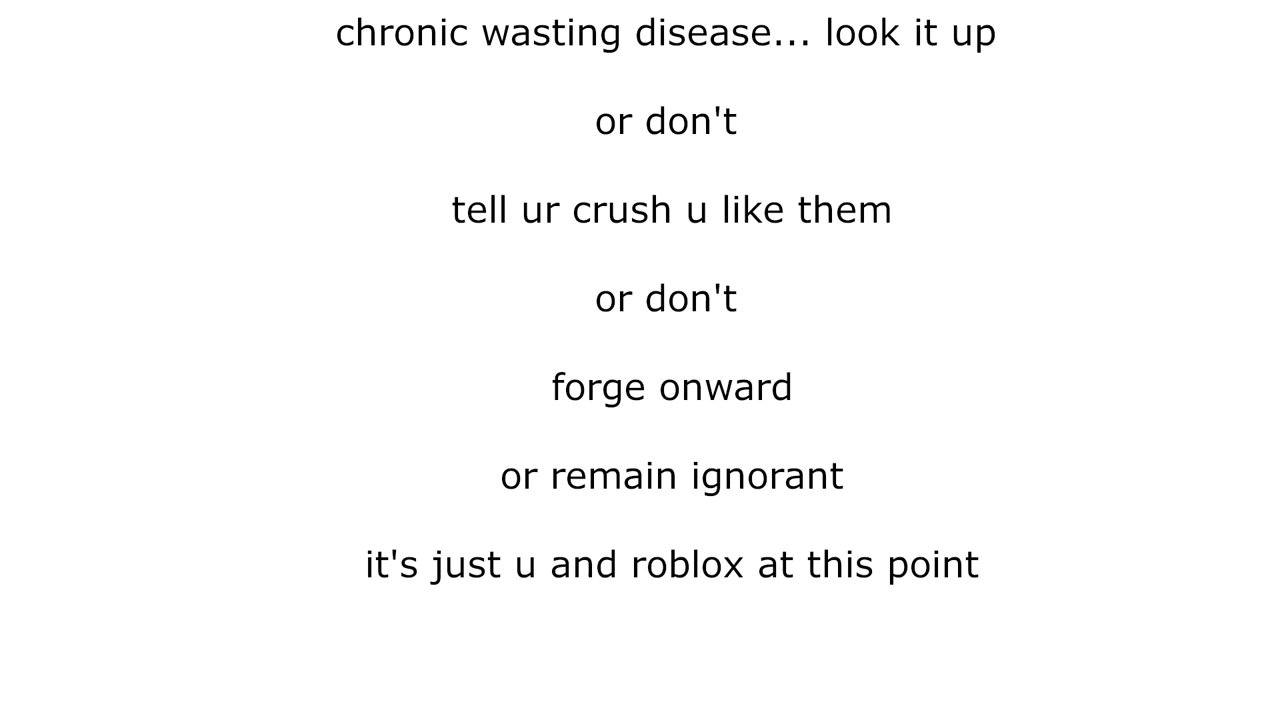 chronic wasting disease... look it up
or don't
tell ur crush u like them
or don't
forge onward
or remain ignorant
it's just u and roblox at this point